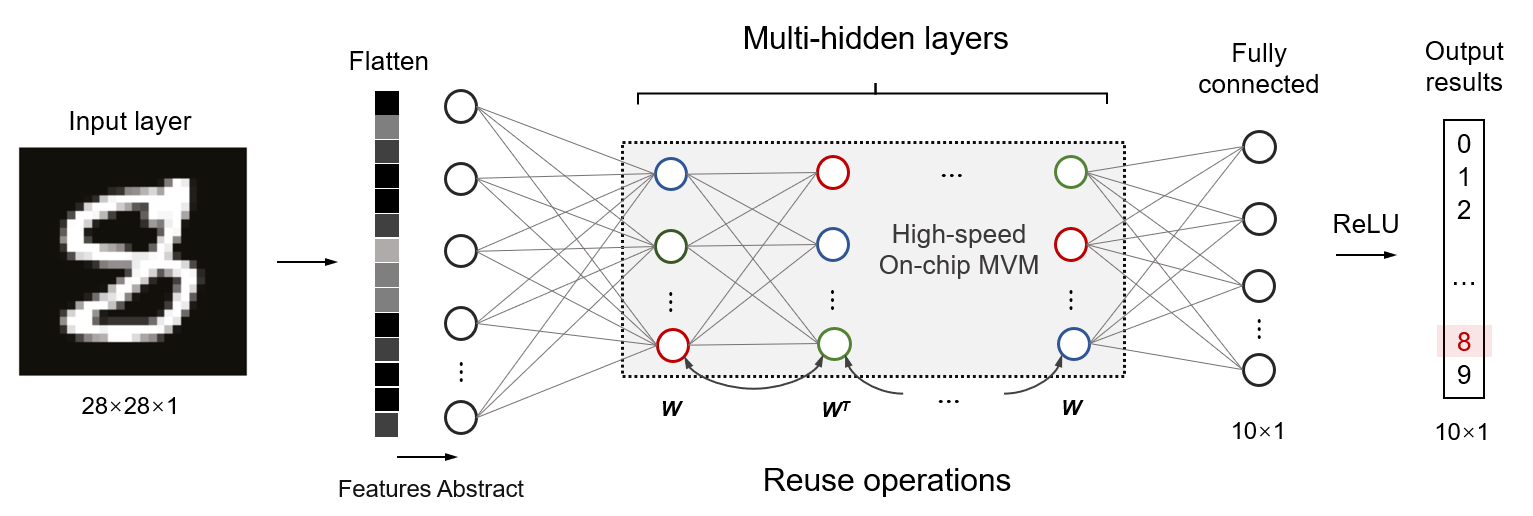 Input layer
28×28×1
Flatten
Features Abstract
Multi-hidden layers
...
High-speed
On-chip MVM
W
Wᵀ
...
W
Reuse operations
Fully
connected
10×1
ReLU
Output
results
0
1
2
...
8
9
10×1